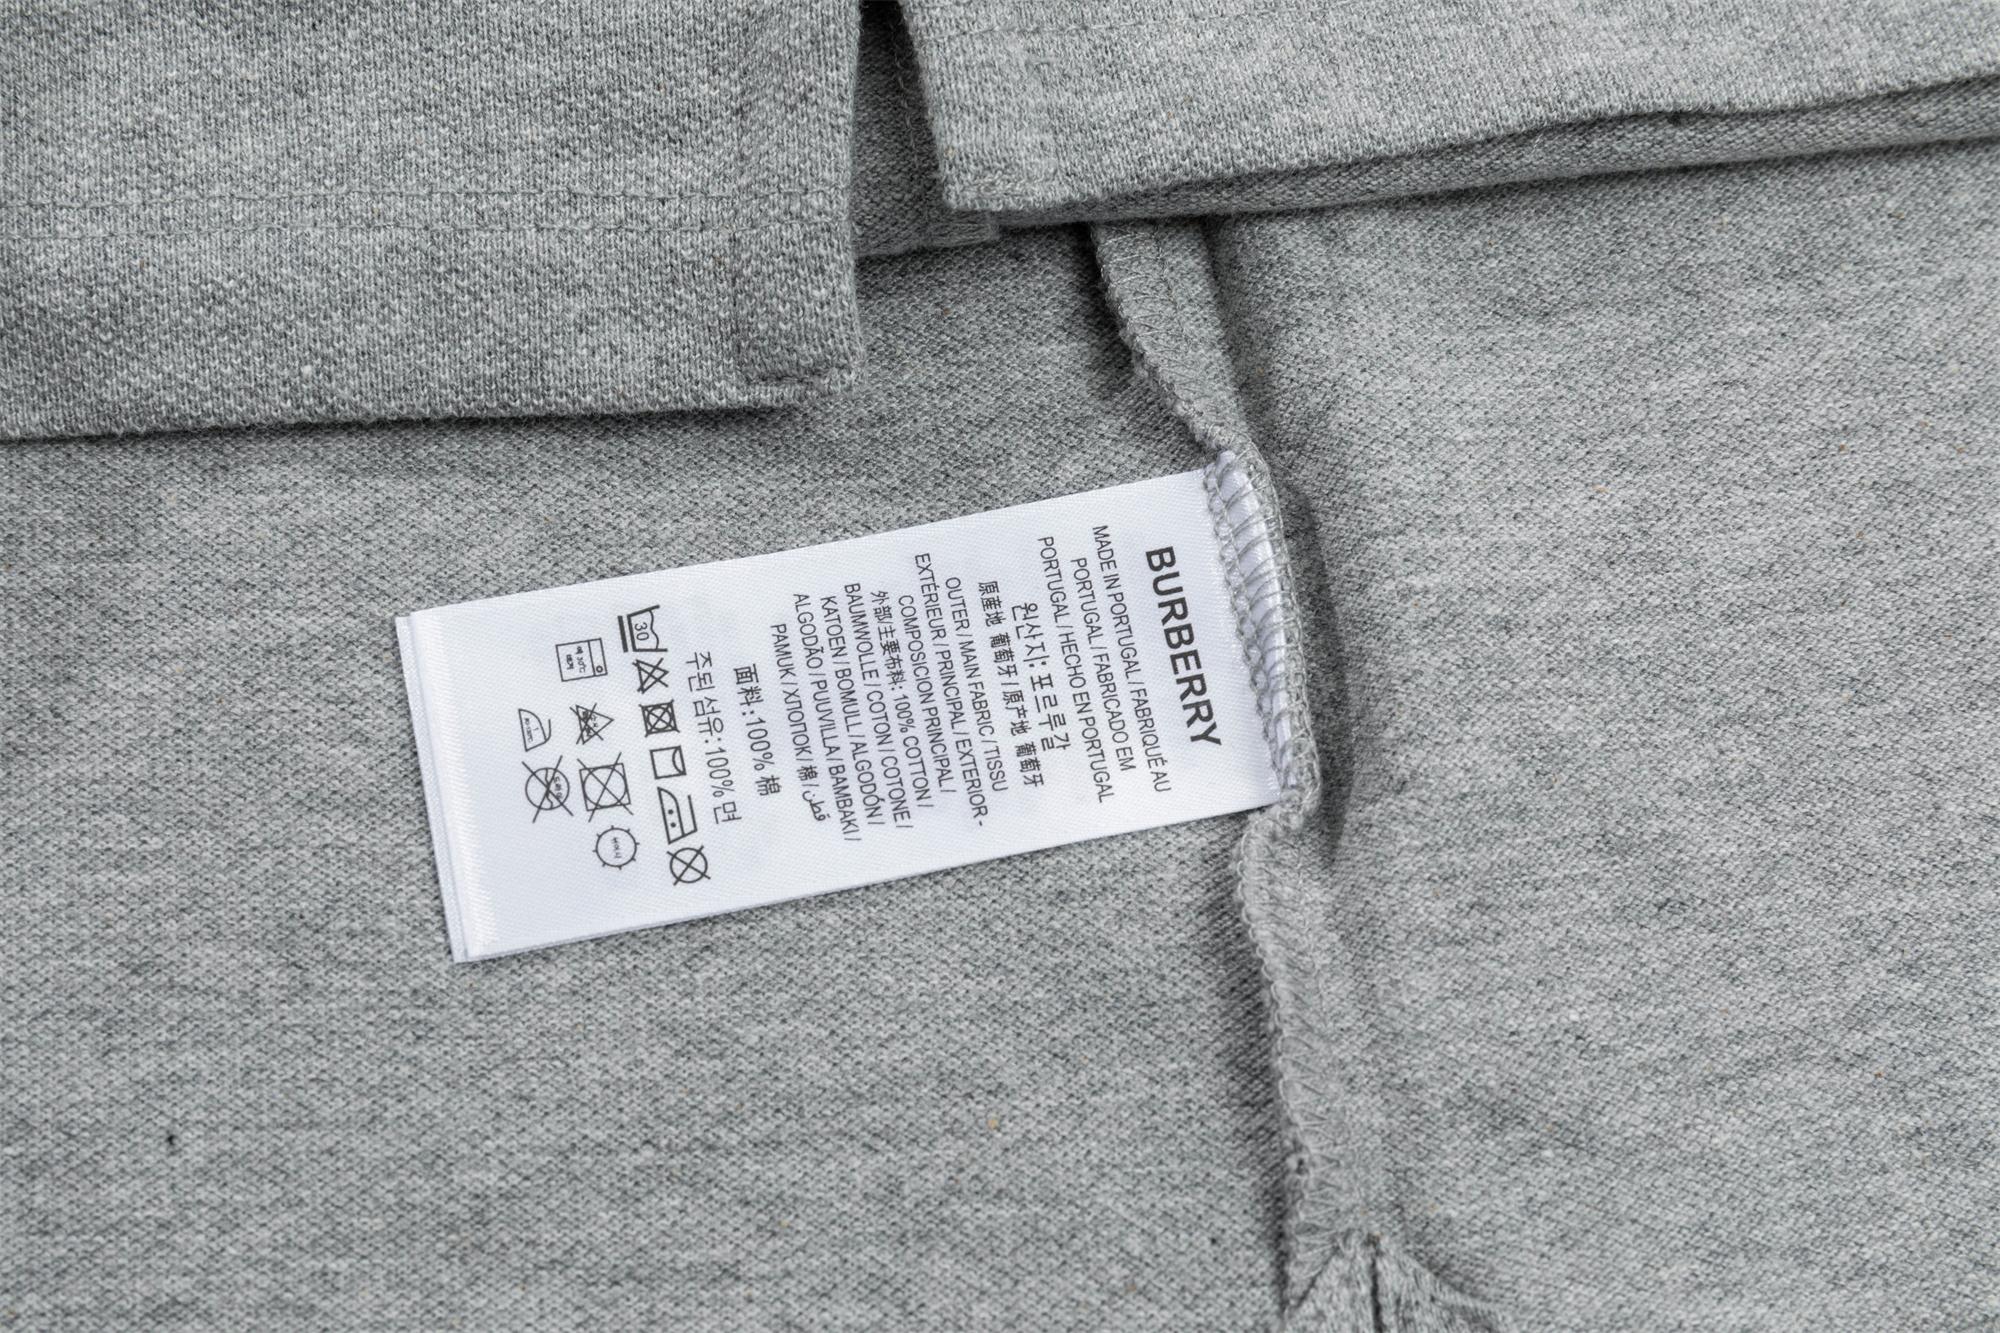 BURBERRY
MADE IN PORTUGAL / FABRIQUÉ AU
PORTUGAL / FABRICADO EM
PORTUGAL / HECHO EN PORTUGAL
원산지: 포르투갈
原産地 葡萄牙 / 原产地 葡萄牙
OUTER / MAIN FABRIC / TISSU
EXTÉRIEUR / PRINCIPAL / EXTERIOR -
COMPOSICION PRINCIPAL /
外部/主要布料: 100% COTTON /
BAUMWOLLE / COTON / COTONE /
KATOEN / BOMULL / ALGODÓN /
ALGODÃO / PUUVILLA / BAMBAKI /
PAMUK / ХЛОПОК / 棉 / قطن
面料:100% 棉
주된 섬유:100% 면
30